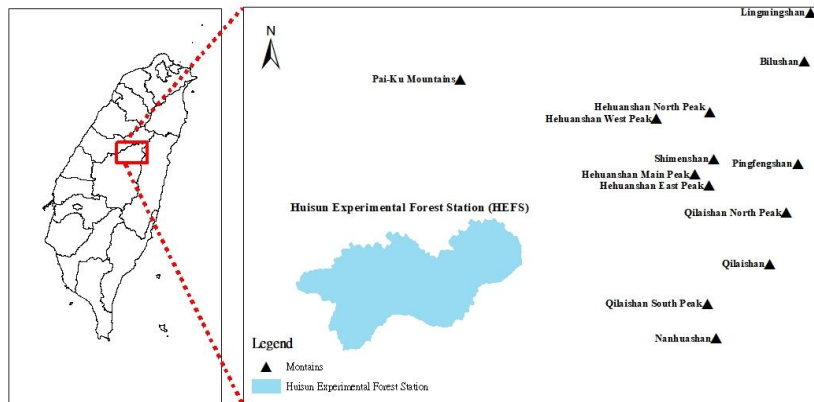 Lingmingshan
N
Bilushan
Pai-Ku Mountains
Hehuanshan North Peak
Hehuanshan West Peak
Shimenshan
Pingfengshan
Hehuanshan Main Peak
Hehuanshan East Peak
Huisun Experimental Forest Station (HEFS)
Qilaishan North Peak
Qilaishan
Qilaishan South Peak
Nanhuashan
Legend
Montains
Huisun Experimental Forest Station